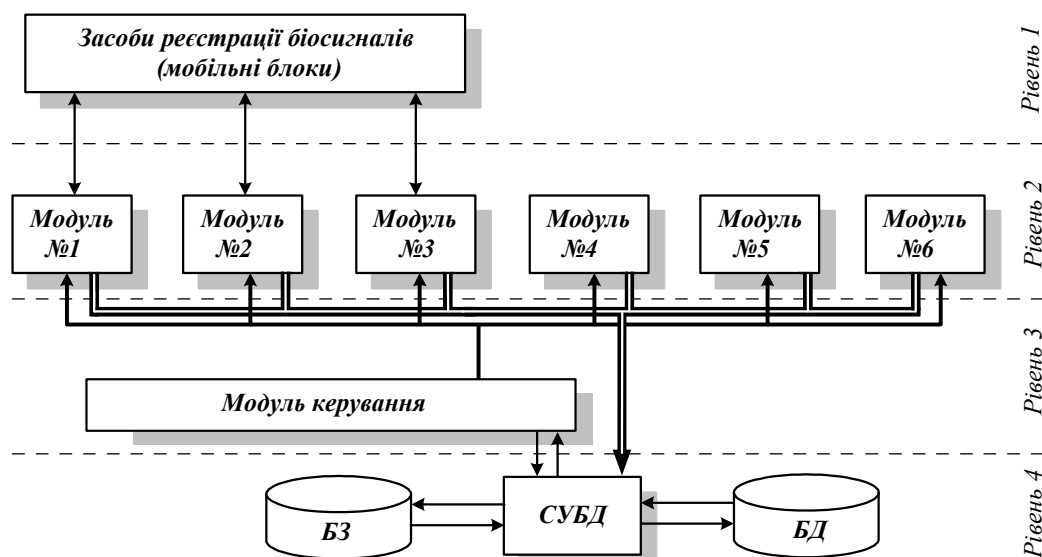 Засоби реєстрації біосигналів
(мобільні блоки)
Рівень 1
Модуль
№1
Модуль
№2
Модуль
№3
Модуль
№4
Модуль
№5
Модуль
№6
Рівень 2
Модуль керування
Рівень 3
БЗ
СУБД
БД
Рівень 4